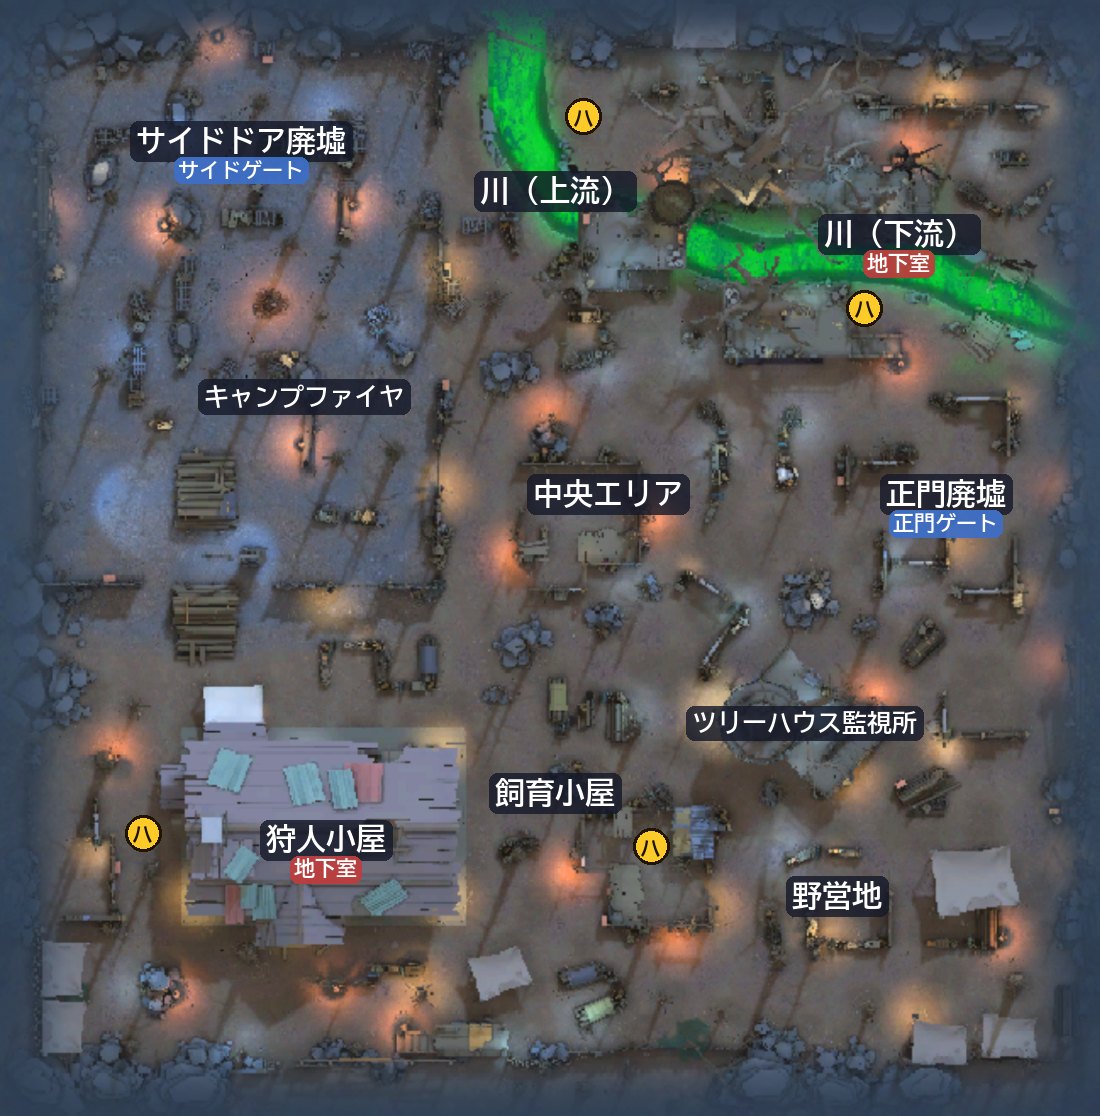 ハ
サイドドア廃墟
サイドゲート
川（上流）
川（下流）
地下室
ハ
キャンプファイヤ
中央エリア
正門廃墟
正門ゲート
ツリーハウス監視所
飼育小屋
ハ
狩人小屋
地下室
ハ
野営地